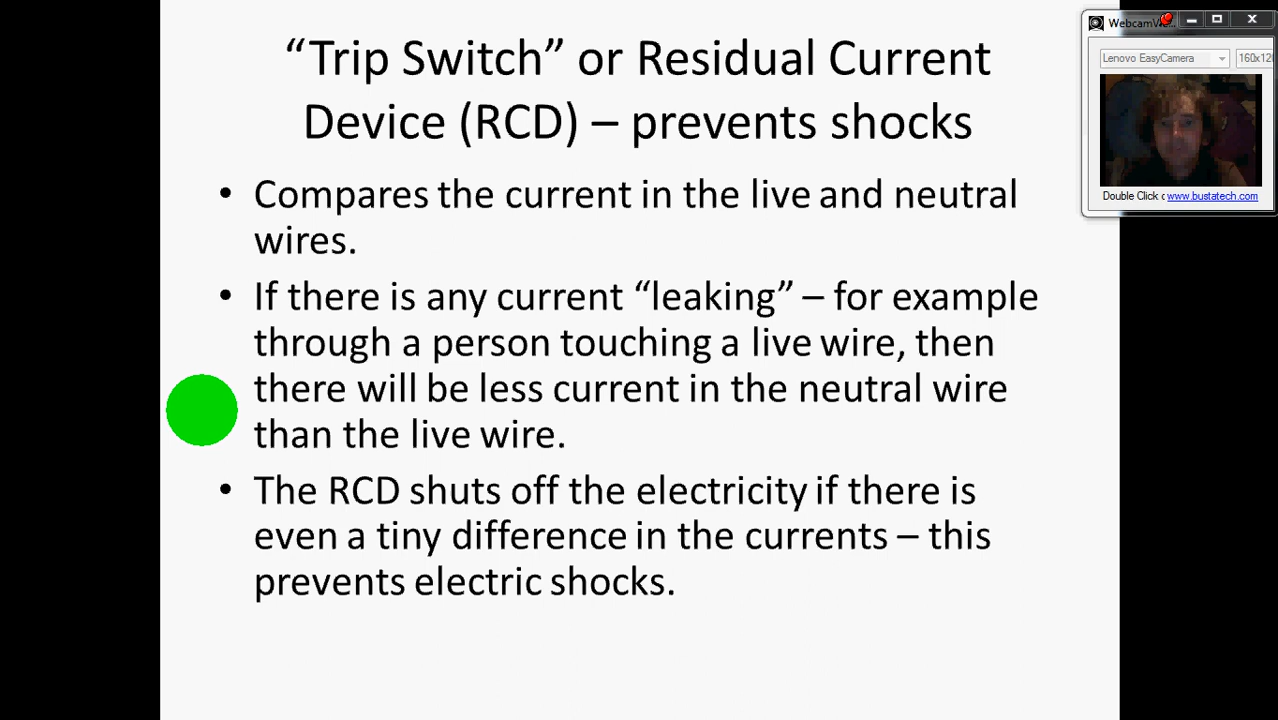 “Trip Switch” or Residual Current
Device (RCD) – prevents shocks
• Compares the current in the live and neutral
wires.
• If there is any current “leaking” – for example
through a person touching a live wire, then
there will be less current in the neutral wire
than the live wire.
• The RCD shuts off the electricity if there is
even a tiny difference in the currents – this
prevents electric shocks.
Lenovo EasyCamera
Double Click www.bustatech.com